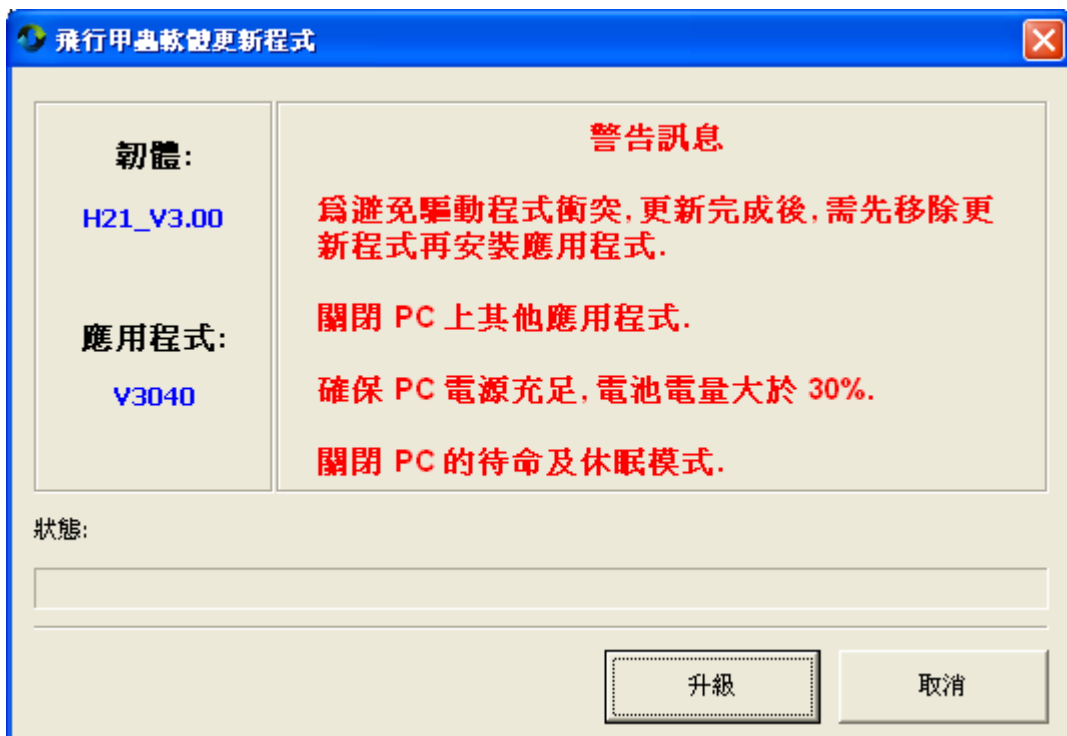 飛行甲蟲軟體更新程式
韌體:
H21_V3.00
應用程式:
V3040
警告訊息
為避免驅動程式衝突,更新完成後,需先移除更
新程式再安裝應用程式.
關閉 PC 上其他應用程式.
確保 PC 電源充足,電池電量大於 30%.
關閉 PC 的待命及休眠模式.
狀態:
升級
取消